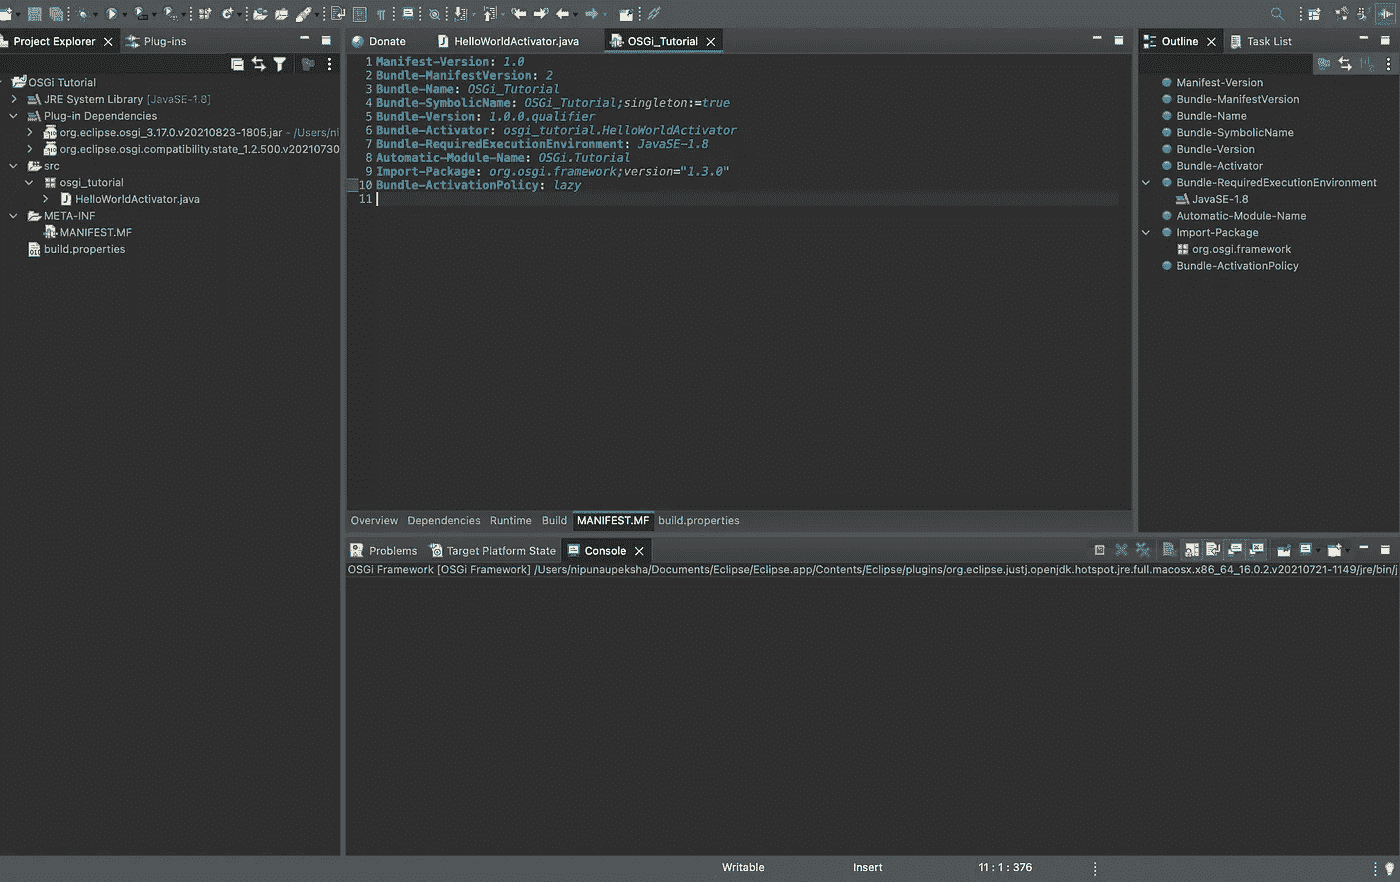 Project Explorer
Plug-ins
OSGi Tutorial
JRE System Library [JavaSE-1.8]
Plug-in Dependencies
org.eclipse.osgi_3.17.0.v20210823-1805.jar - /Users/ni
org.eclipse.osgi.compatibility.state_1.2.500.v20210730
src
osgi_tutorial
HelloWorldActivator.java
META-INF
MANIFEST.MF
build.properties
Donate
HelloWorldActivator.java
OSGi_Tutorial
1 Manifest-Version: 1.0
2 Bundle-ManifestVersion: 2
3 Bundle-Name: OSGi_Tutorial
4 Bundle-SymbolicName: OSGi_Tutorial;singleton:=true
5 Bundle-Version: 1.0.0.qualifier
6 Bundle-Activator: osgi_tutorial.HelloWorldActivator
7 Bundle-RequiredExecutionEnvironment: JavaSE-1.8
8 Automatic-Module-Name: OSGi.Tutorial
9 Import-Package: org.osgi.framework;version="1.3.0"
10 Bundle-ActivationPolicy: lazy
11
Overview
Dependencies
Runtime
Build
MANIFEST.MF
build.properties
Outline
Task List
Manifest-Version
Bundle-ManifestVersion
Bundle-Name
Bundle-SymbolicName
Bundle-Version
Bundle-Activator
Bundle-RequiredExecutionEnvironment
JavaSE-1.8
Automatic-Module-Name
Import-Package
org.osgi.framework
Bundle-ActivationPolicy
Problems
Target Platform State
Console
OSGi Framework [OSGi Framework] /Users/nipunaupeksha/Documents/Eclipse/Eclipse.app/Contents/Eclipse/plugins/org.eclipse.justj.openjdk.hotspot.jre.full.macosx.x86_64_16.0.2.v20210721-1149/jre/bin/j
Writable
Insert
11 : 1 : 376